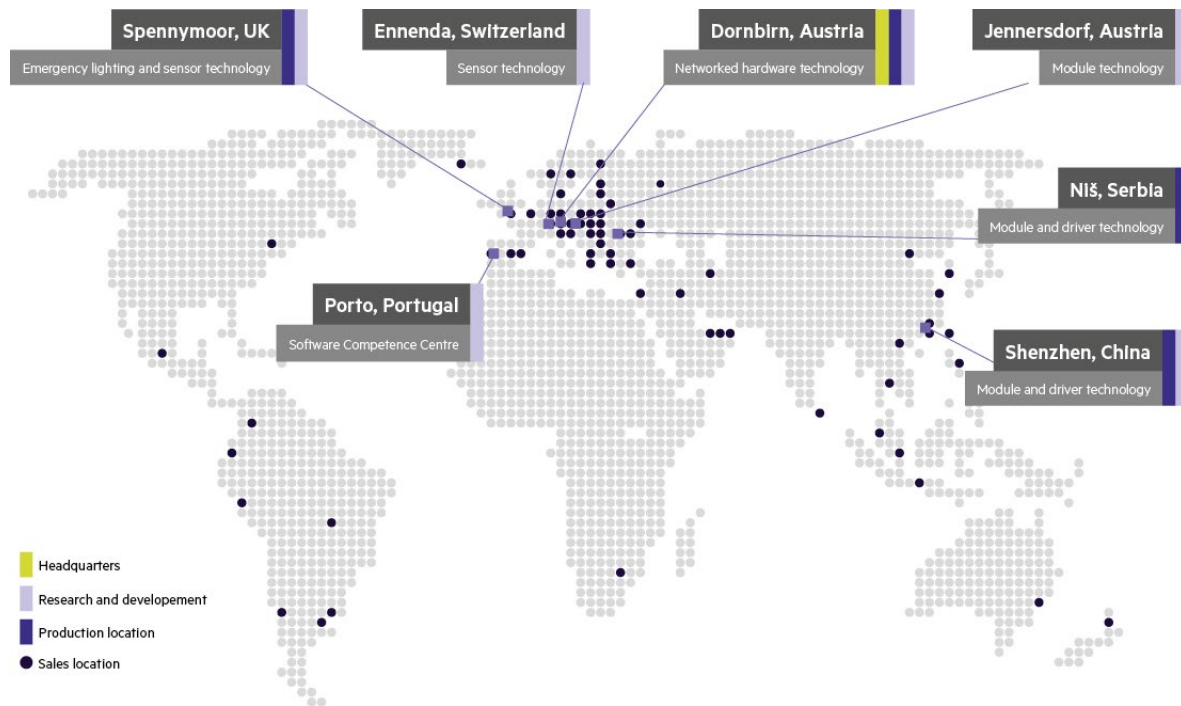 Spennymoor, UK
Emergency lighting and sensor technology
Ennenda, Switzerland
Sensor technology
Dornbirn, Austria
Networked hardware technology
Jennersdorf, Austria
Module technology
Niš, Serbia
Module and driver technology
Porto, Portugal
Software Competence Centre
Shenzhen, China
Module and driver technology
Headquarters
Research and developement
Production location
Sales location